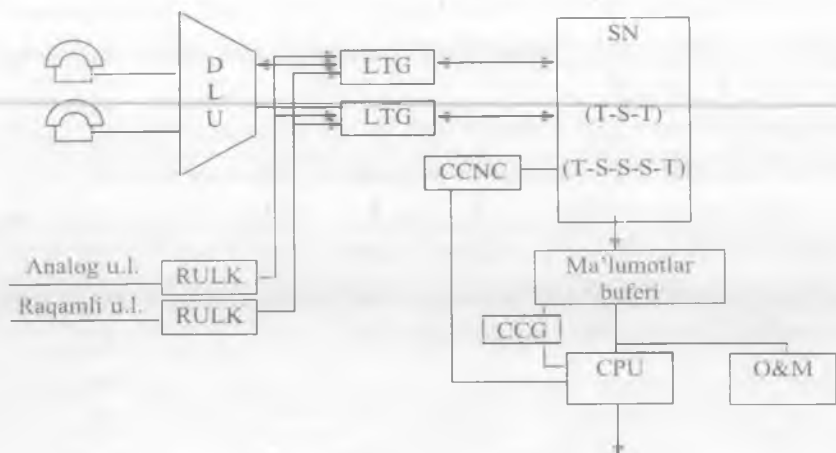 SN
D
L
U
LTG
LTG
(T-S-T)
CCNC
(T-S-S-S-T)
Analog u.l.
RULK
Raqamli u.l.
RULK
Ma'lumotlar
buferi
CCG
CPU
O&M